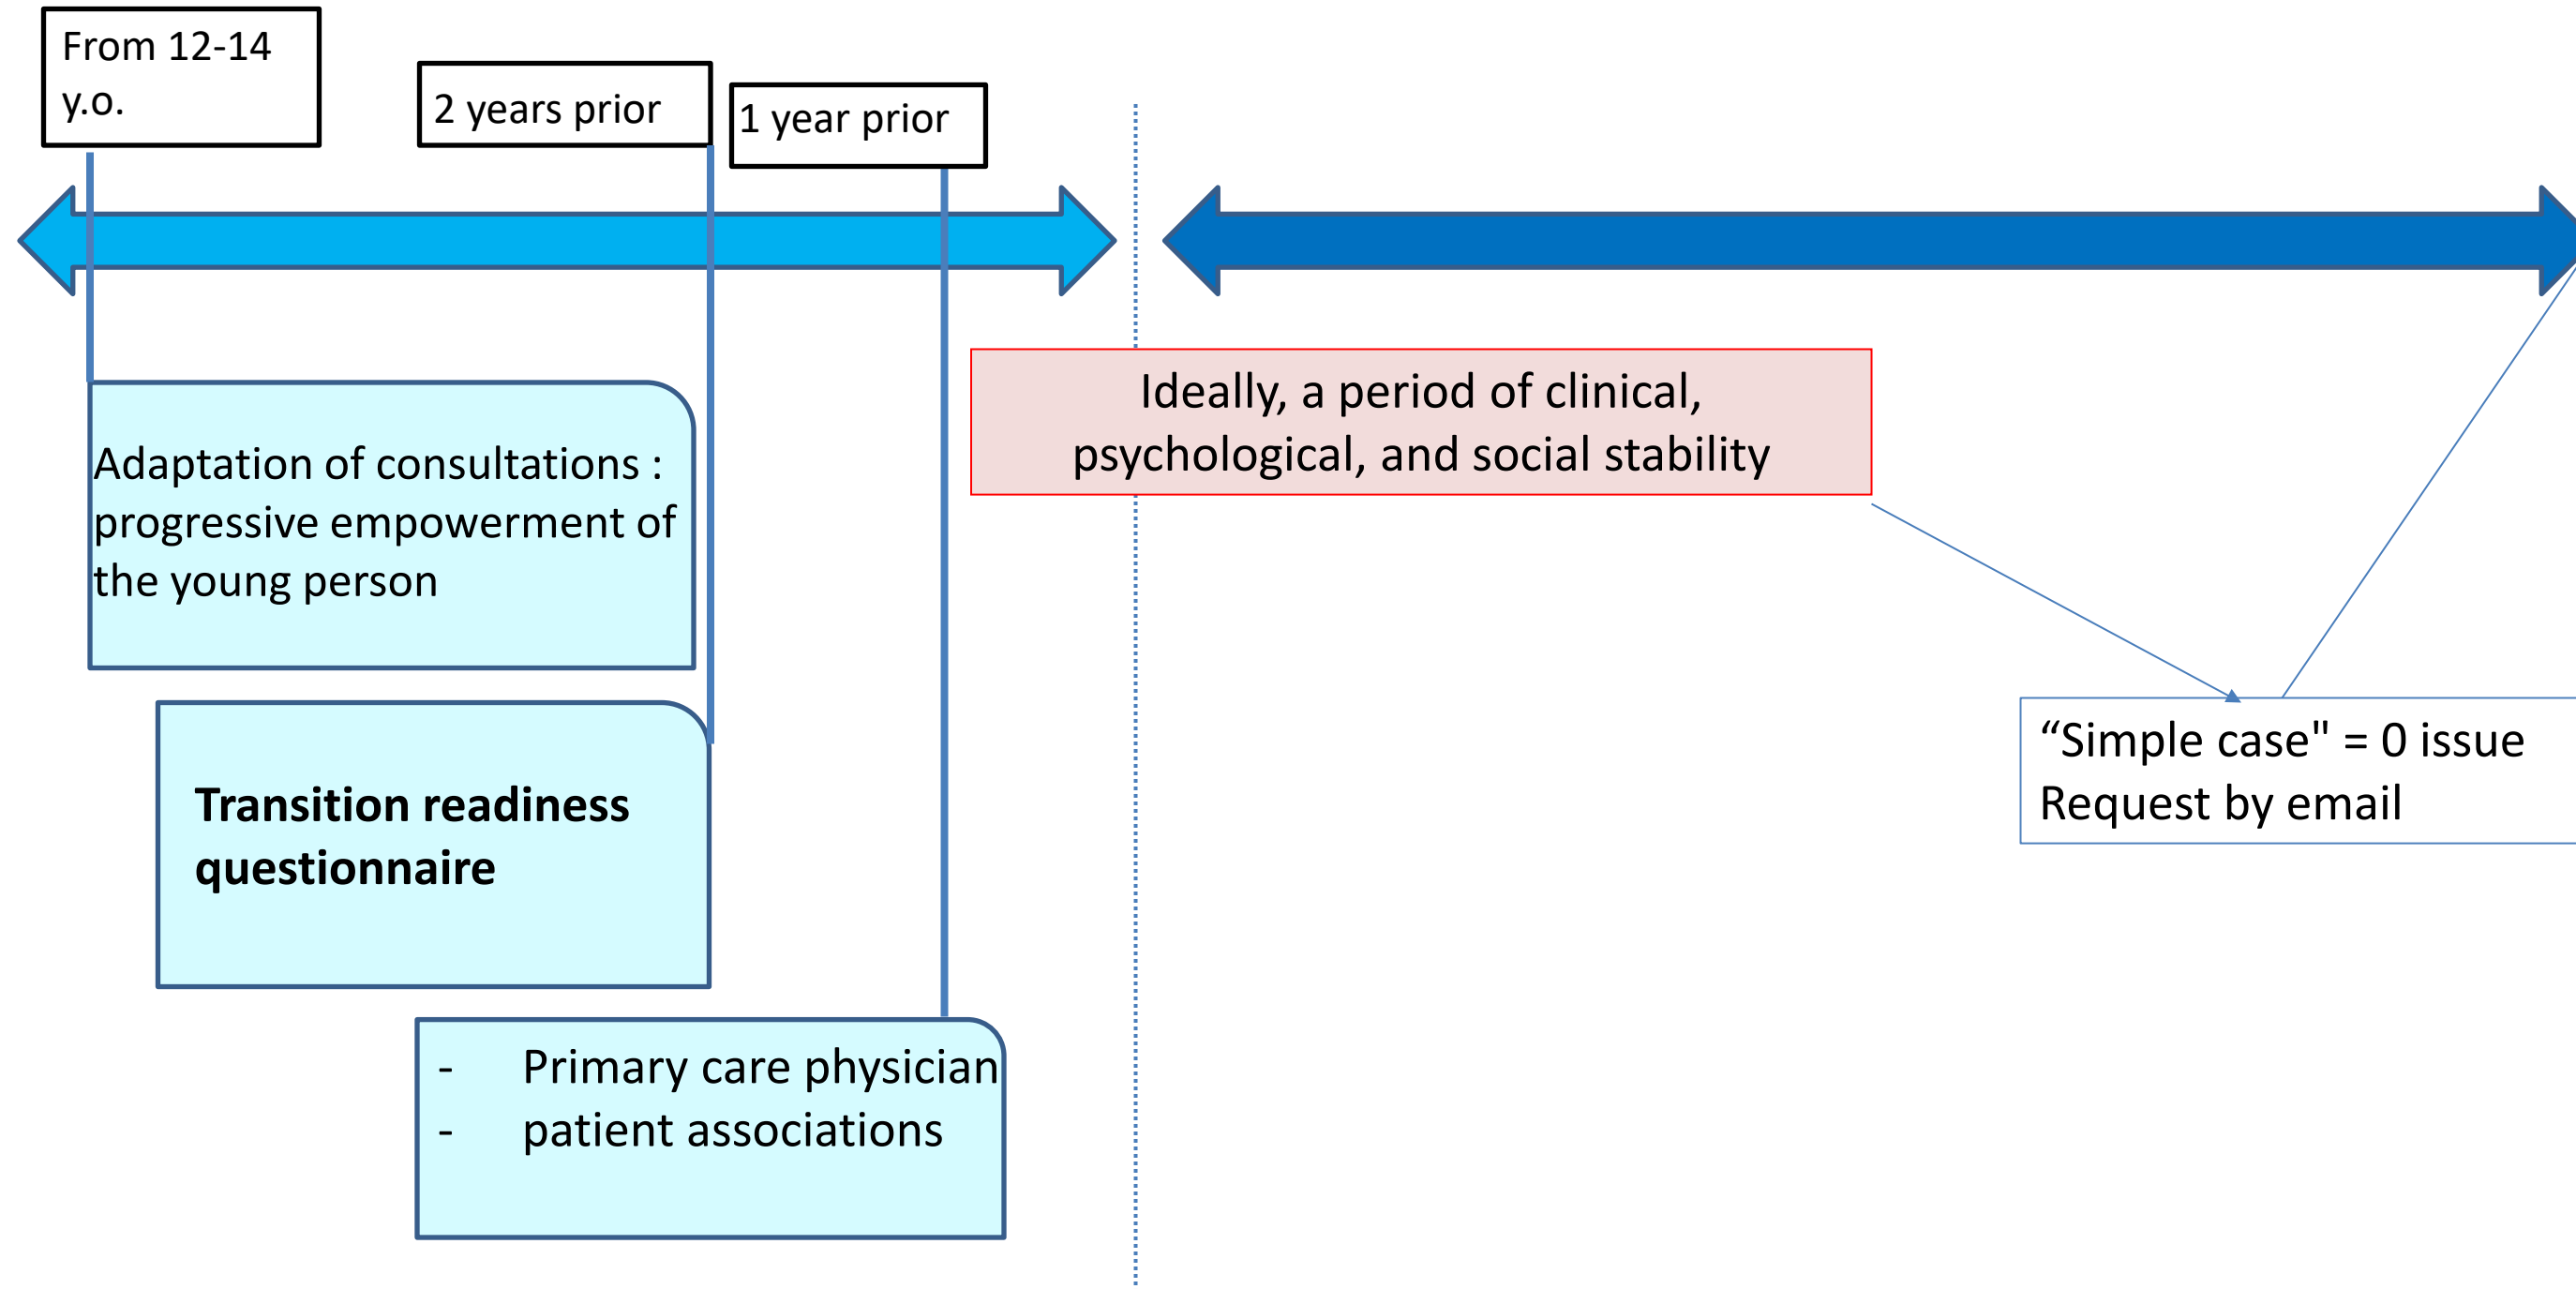 From 12-14
y.o.
2 years prior
1 year prior
Ideally, a period of clinical,
psychological, and social stability
Adaptation of consultations :
progressive empowerment of
the young person
“Simple case" = 0 issue
Request by email
Transition readiness
questionnaire
- Primary care physician
- patient associations